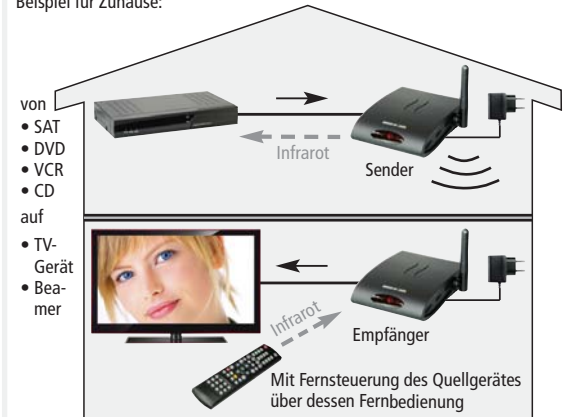 Beispiel für Zuhause:
von
• SAT
• DVD
• VCR
• CD
auf
• TV-
Gerät
• Bea-
mer
Infrarot
Sender
Infrarot
Empfänger
Mit Fernsteuerung des Quellgerätes
über dessen Fernbedienung